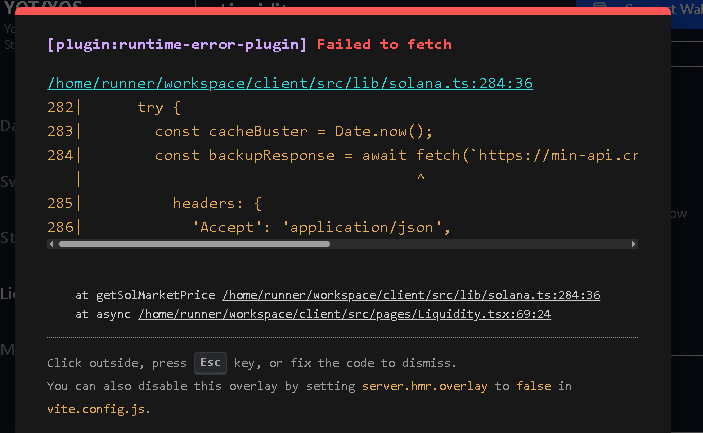 YOT/YOS
Liquidity
Wal
[plugin:runtime-error-plugin] Failed to fetch
/home/runner/workspace/client/src/lib/solana.ts:284:36
282| try {
283| const cacheBuster = Date.now();
284| const backupResponse = await fetch(`https://min-api.cr
| ^
285| headers: {
286| 'Accept': 'application/json',
at getSolMarketPrice /home/runner/workspace/client/src/lib/solana.ts:284:36
at async /home/runner/workspace/client/src/pages/Liquidity.tsx:69:24
Click outside, press Esc key, or fix the code to dismiss.
You can also disable this overlay by setting server.hmr.overlay to false in
vite.config.js.